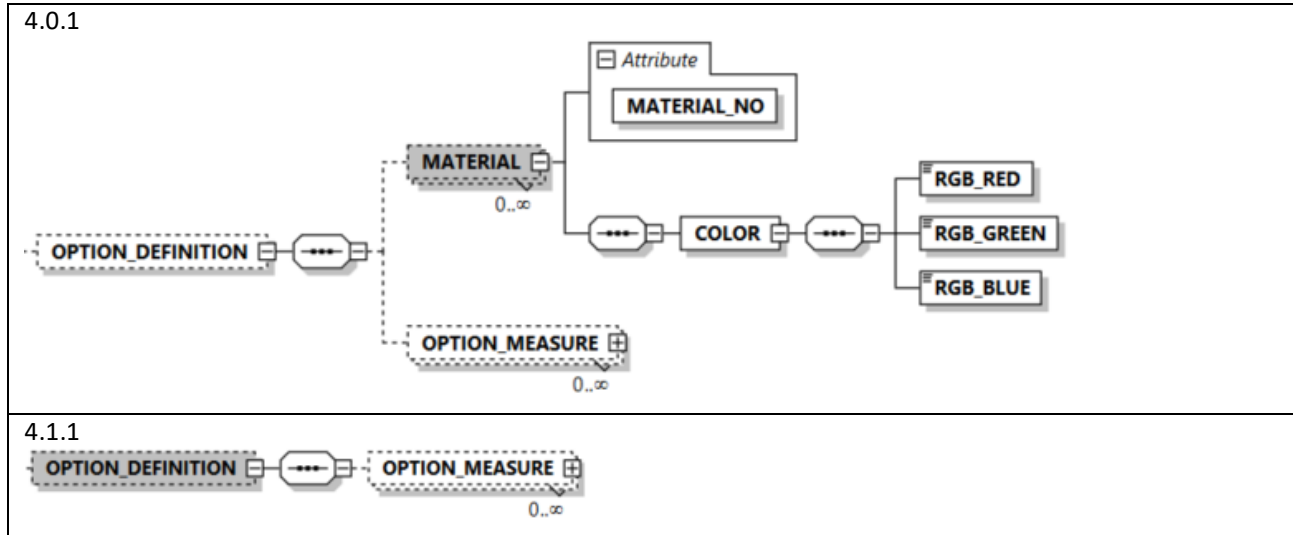 4.0.1
Attribute
MATERIAL_NO
MATERIAL
0..∞
RGB_RED
OPTION_DEFINITION
COLOR
RGB_GREEN
RGB_BLUE
OPTION_MEASURE
0..∞
4.1.1
OPTION_DEFINITION
OPTION_MEASURE
0..∞